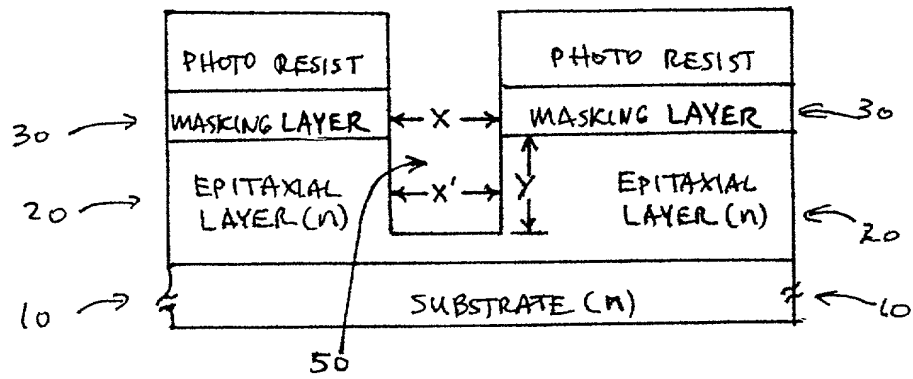 PHOTO RESIST
PHOTO RESIST
30
MASKING LAYER
X
MASKING LAYER
30
20
EPITAXIAL
LAYER (n)
X'
Y
EPITAXIAL
LAYER (n)
20
10
SUBSTRATE (n)
10
50